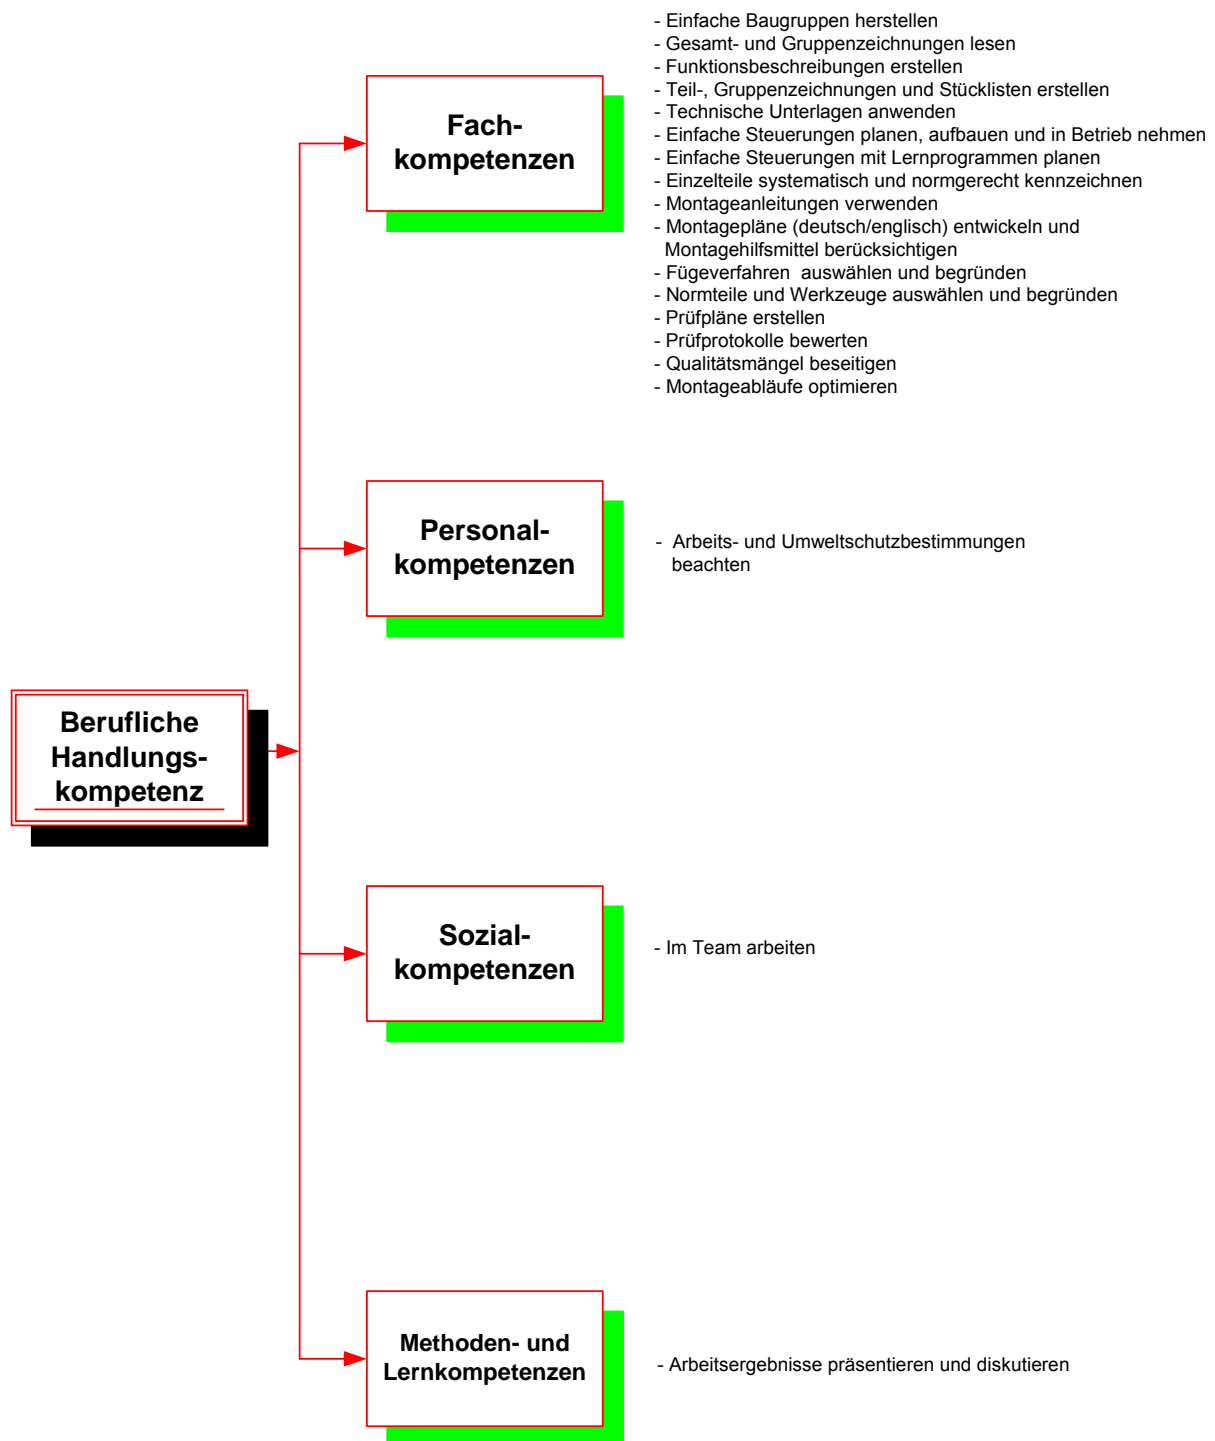 - Einfache Baugruppen herstellen
- Gesamt- und Gruppenzeichnungen lesen
- Funktionsbeschreibungen erstellen
- Teil-, Gruppenzeichnungen und Stücklisten erstellen
- Technische Unterlagen anwenden
- Einfache Steuerungen planen, aufbauen und in Betrieb nehmen
- Einfache Steuerungen mit Lernprogrammen planen
- Einzelteile systematisch und normgerecht kennzeichnen
- Montageanleitungen verwenden
- Montagepläne (deutsch/englisch) entwickeln und
Montagehilfsmittel berücksichtigen
- Fügeverfahren  auswählen und begründen
- Normteile und Werkzeuge auswählen und begründen
- Prüfpläne erstellen
- Prüfprotokolle bewerten
- Qualitätsmängel beseitigen
- Montageabläufe optimieren
Fach-
kompetenzen
Personal-
kompetenzen
-  Arbeits- und Umweltschutzbestimmungen
beachten
Berufliche
Handlungs-
kompetenz
Sozial-
kompetenzen
- Im Team arbeiten
Methoden- und
Lernkompetenzen
- Arbeitsergebnisse präsentieren und diskutieren